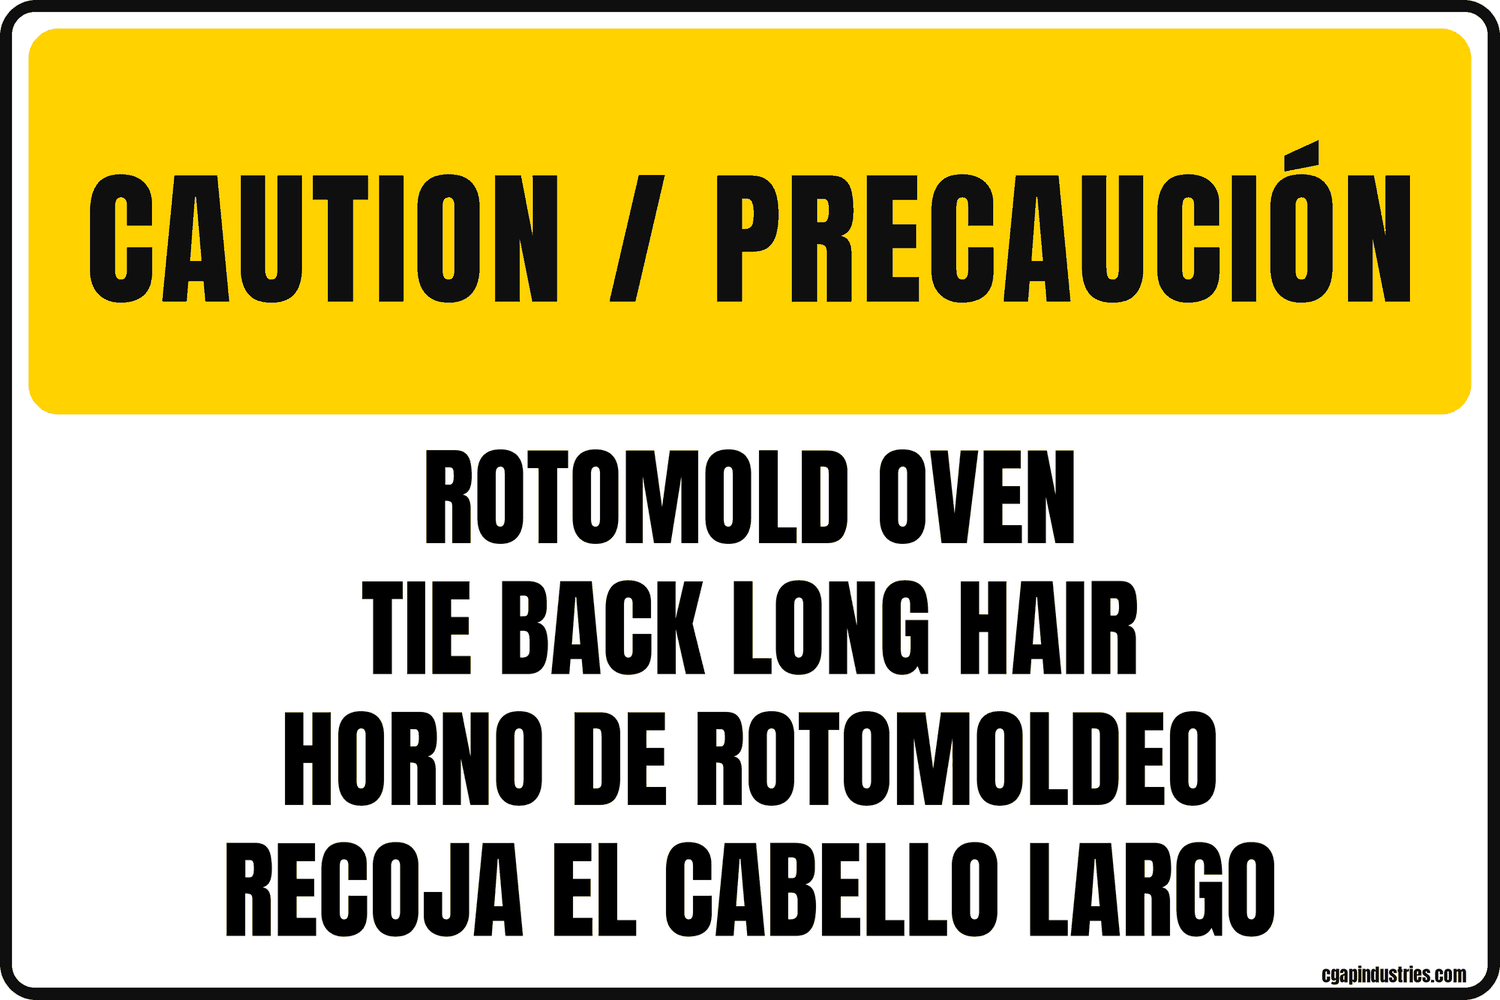 CAUTION / PRECAUCIÓN
ROTOMOLD OVEN
TIE BACK LONG HAIR
HORNO DE ROTOMOLDEO
RECOJA EL CABELLO LARGO
cgapindustries.com